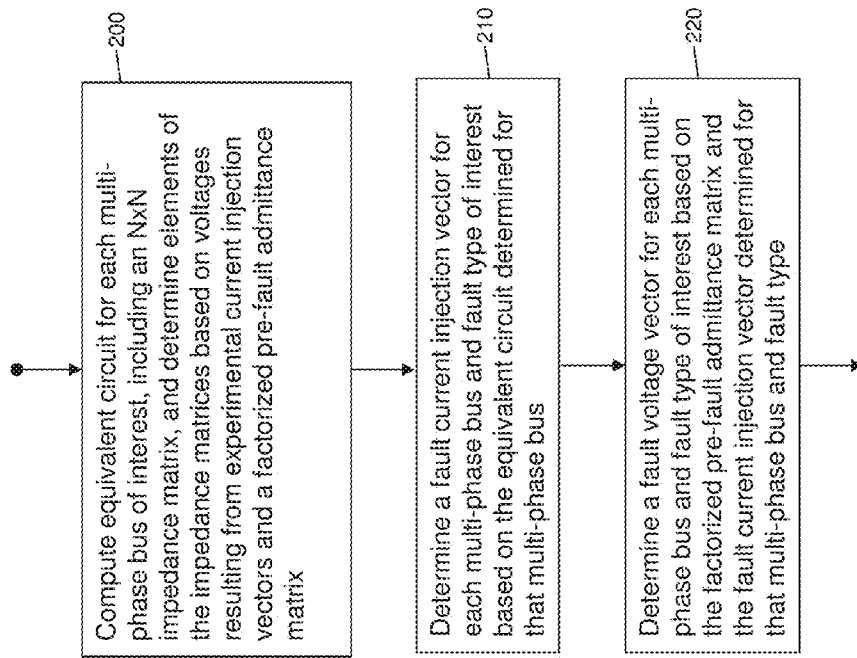 200
Compute equivalent circuit for each multi-
phase bus of interest, including an NxN
impedance matrix, and determine elements of
the impedance matrices based on voltages
resulting from experimental current injection
vectors and a factorized pre-fault admittance
matrix
210
Determine a fault current injection vector for
each multi-phase bus and fault type of interest
based on the equivalent circuit determined for
that multi-phase bus
220
Determine a fault voltage vector for each multi-
phase bus and fault type of interest based on
the factorized pre-fault admittance matrix and
the fault current injection vector determined for
that multi-phase bus and fault type